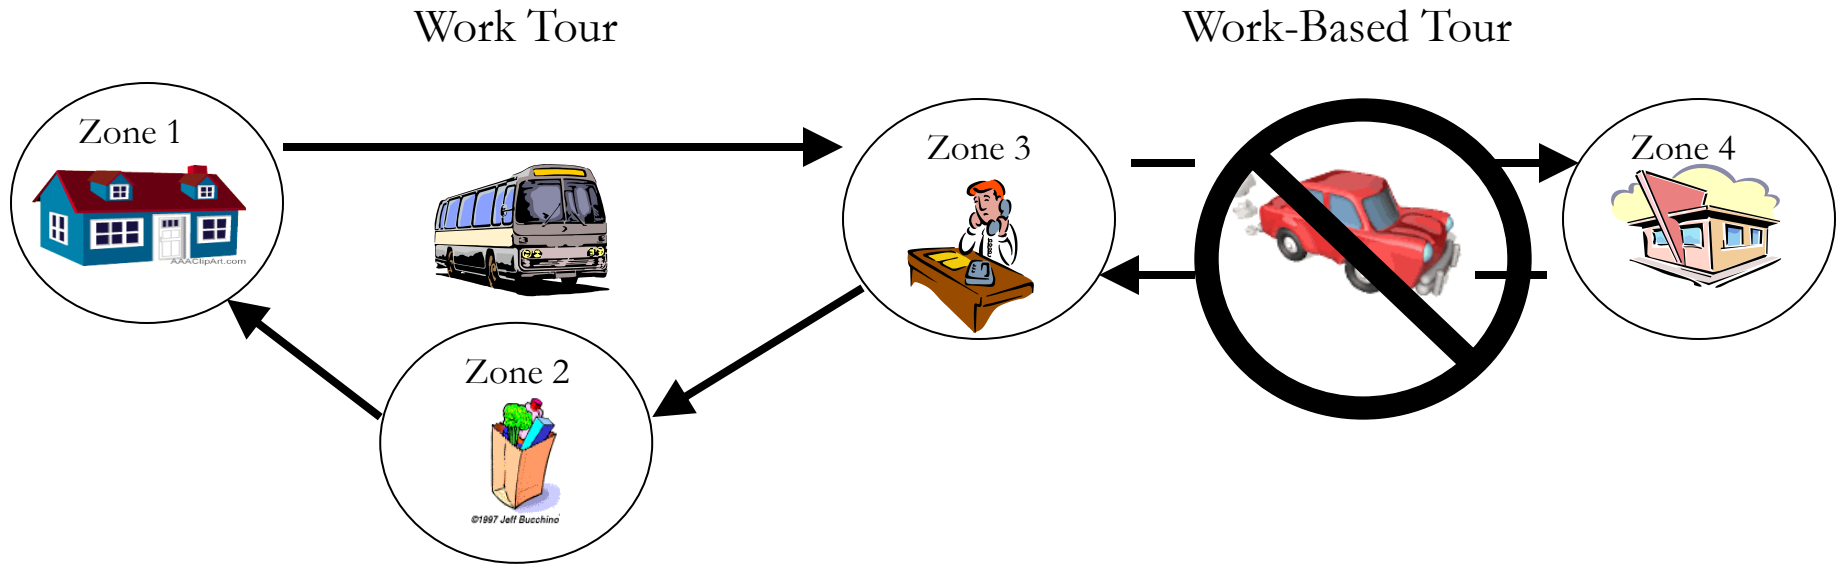 Work Tour
Work-Based Tour
Zone 1
AAAClipArt.com
Zone 3
Zone 4
Zone 2
©1997 Jeff Bucchino